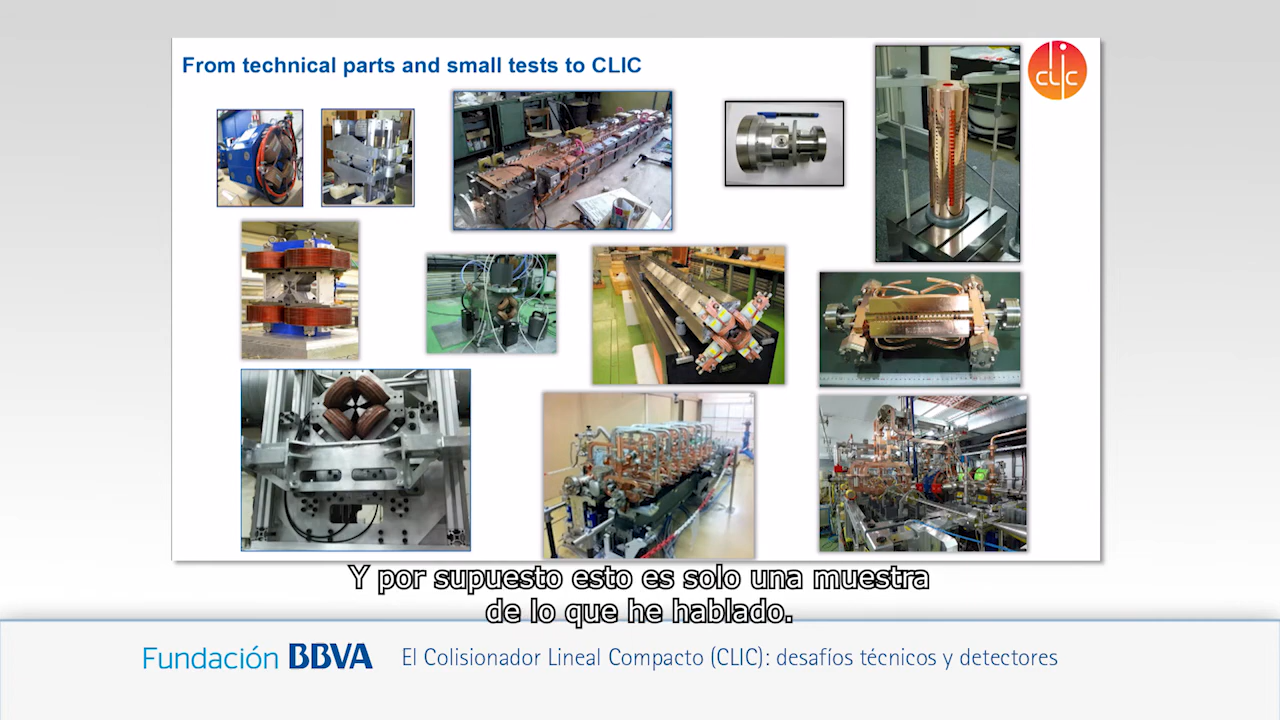 From technical parts and small tests to CLIC
clic
Y por supuesto esto es solo una muestra
de lo que he hablado.
Fundación BBVA
El Colisionador Lineal Compacto (CLIC): desafíos técnicos y detectores